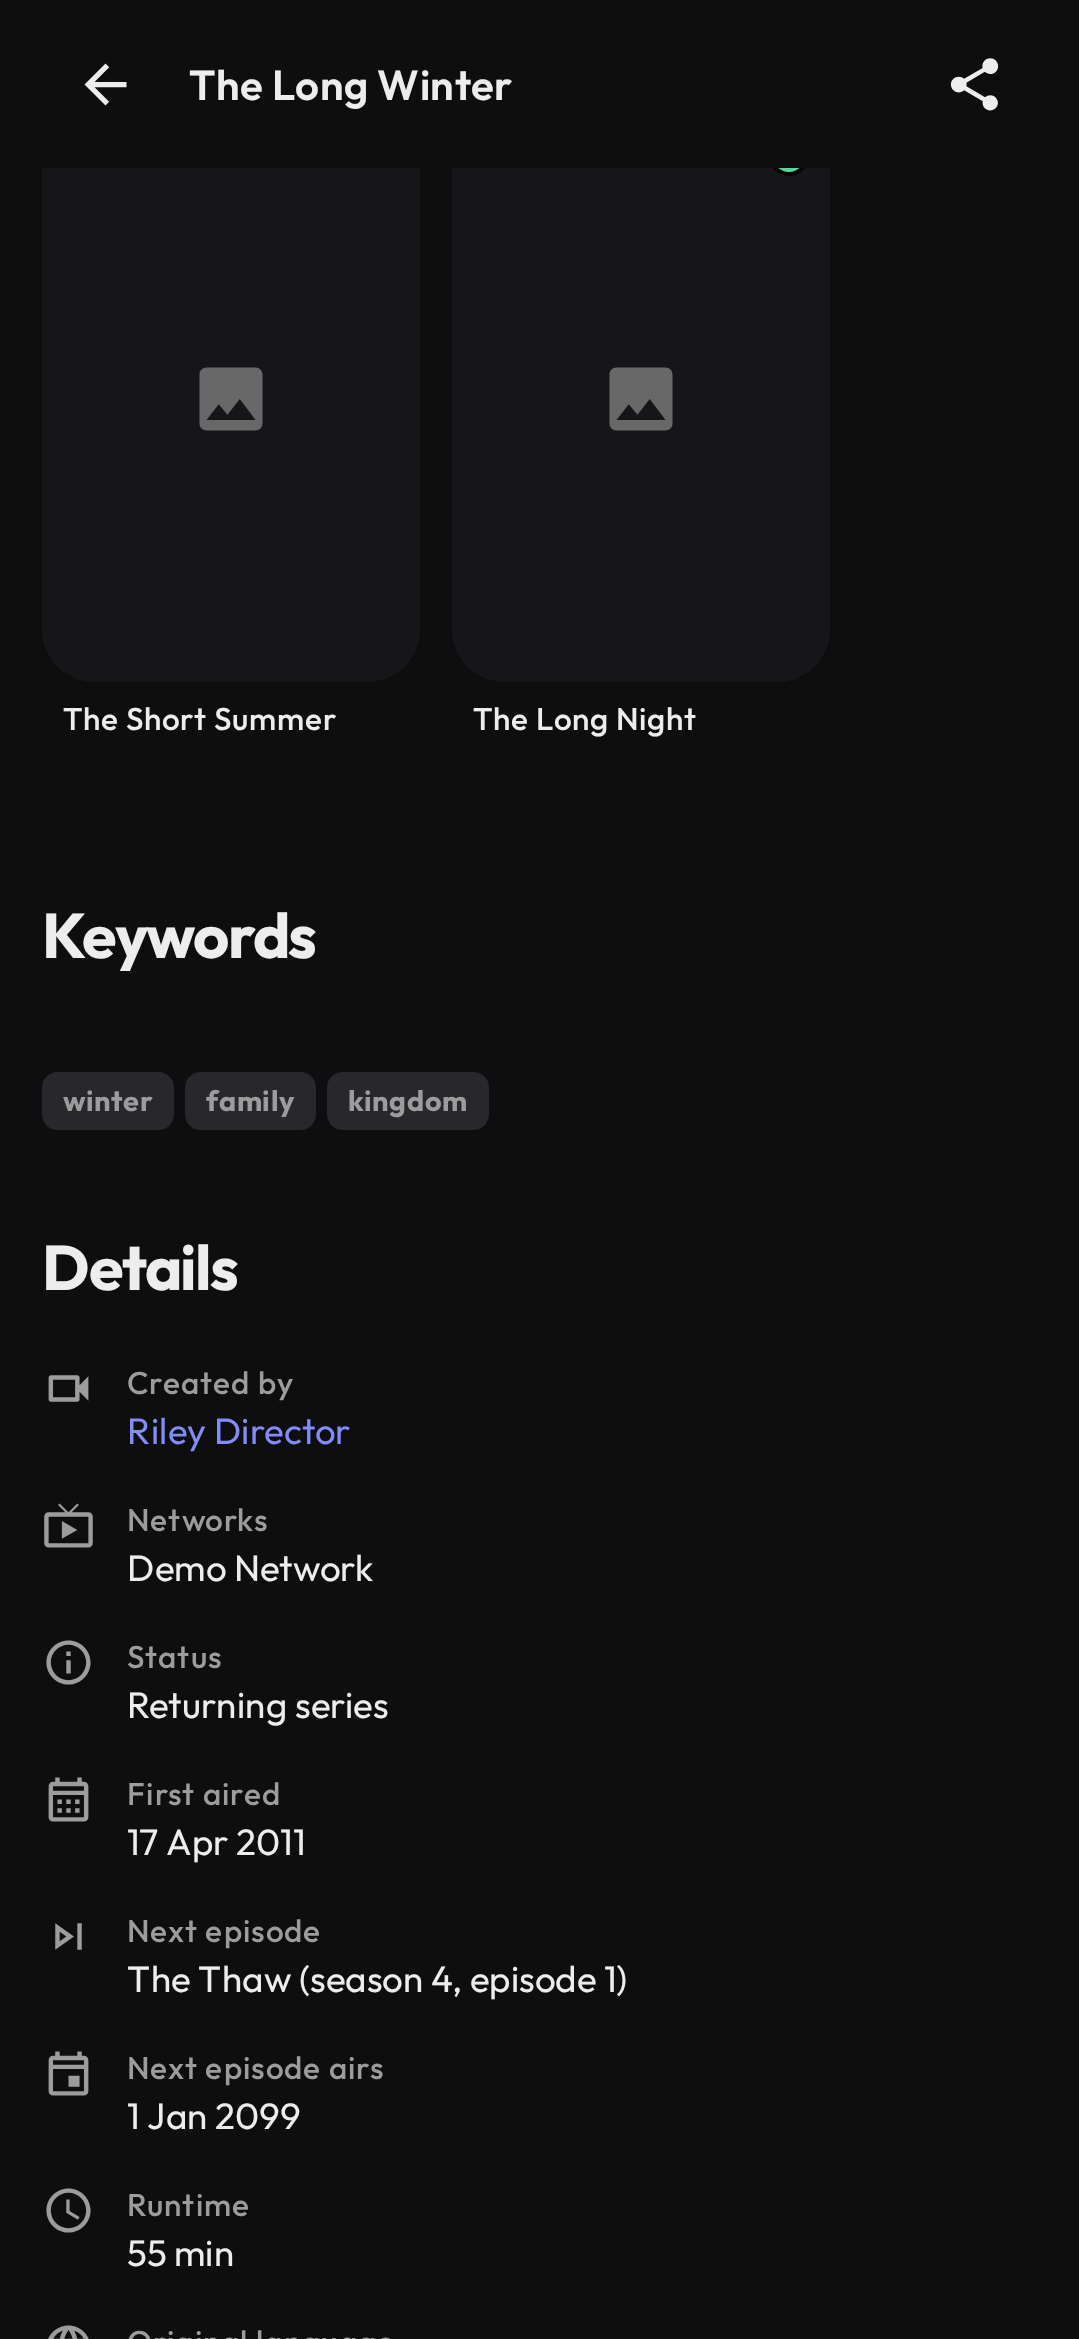 The Long Winter
The Short Summer
The Long Night
Keywords
winter family kingdom
Details
Created by
Riley Director
Networks
Demo Network
Status
Returning series
First aired
17 Apr 2011
Next episode
The Thaw (season 4, episode 1)
Next episode airs
1 Jan 2099
Runtime
55 min
Original language